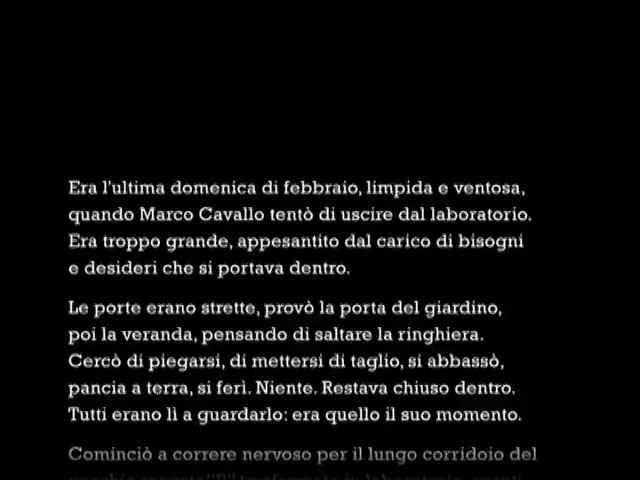 Era l'ultima domenica di febbraio, limpida e ventosa,
quando Marco Cavallo tentò di uscire dal laboratorio.
Era troppo grande, appesantito dal carico di bisogni
e desideri che si portava dentro.
Le porte erano strette, provò la porta del giardino,
poi la veranda, pensando di saltare la ringhiera.
Cercò di piegarsi, di mettersi di taglio, si abbassò,
pancia a terra, si ferì. Niente. Restava chiuso dentro.
Tutti erano lì a guardarlo: era quello il suo momento.
Cominciò a correre nervoso per il lungo corridoio del